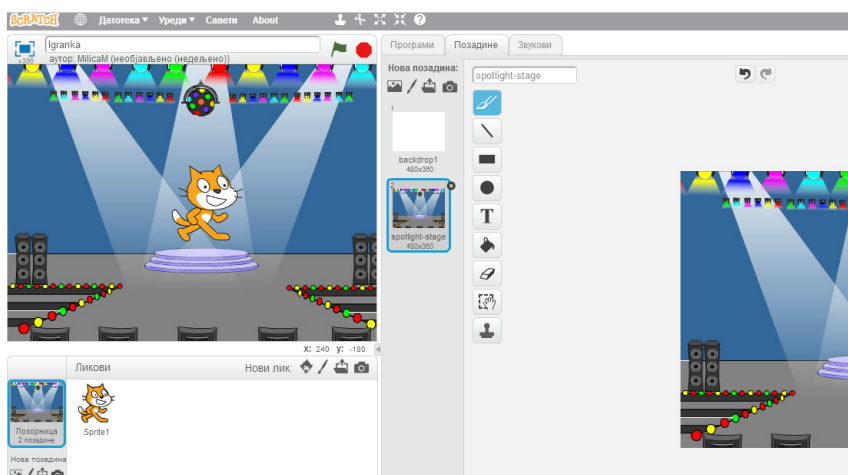 SCRATCH Датотека ▼ Уреди ▼ Савети About
v398
Igranka
аутор: MilicaM (необјављено (недељено))
Програми Позадине Звукови
Нова позадина:
spotlight-stage
1
backdrop1
480x360
2
spotlight-stage
480x360
T
x: 240 y: -180
Ликови Нови лик:
Позорница
2 позадине
Sprite1
Нова позадина